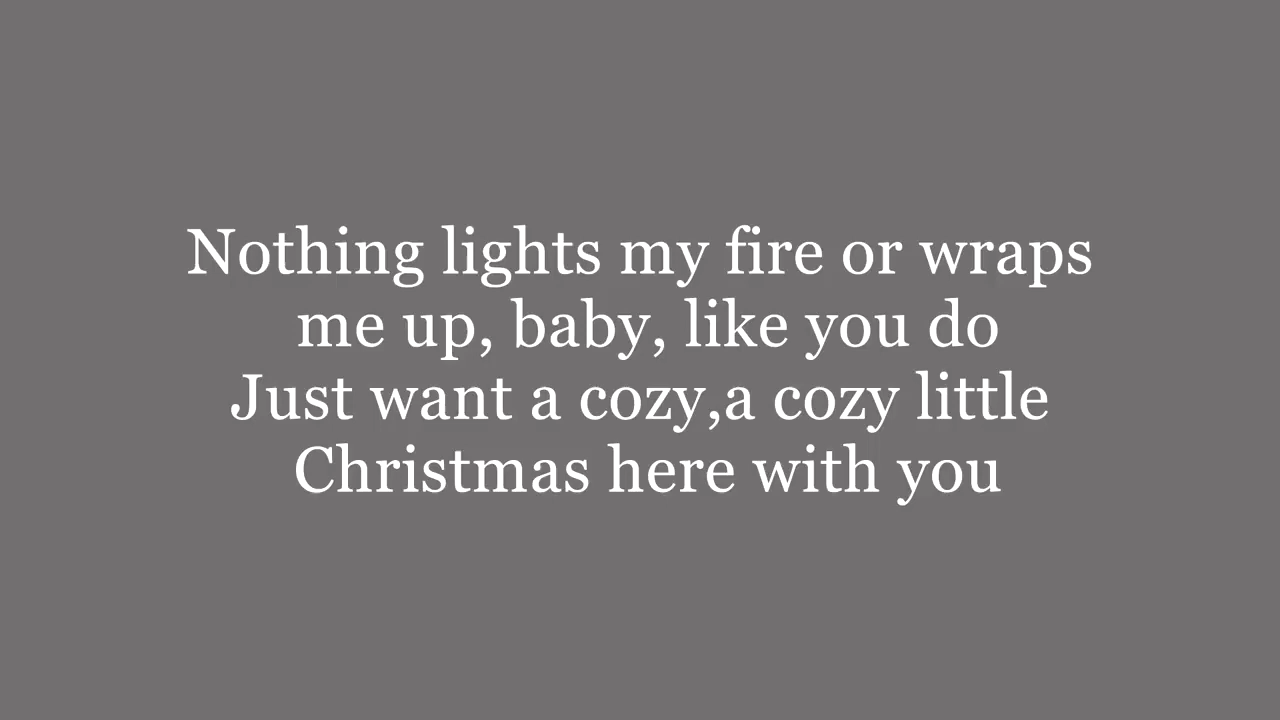 Nothing lights my fire or wraps
me up, baby, like you do
Just want a cozy,a cozy little
Christmas here with you